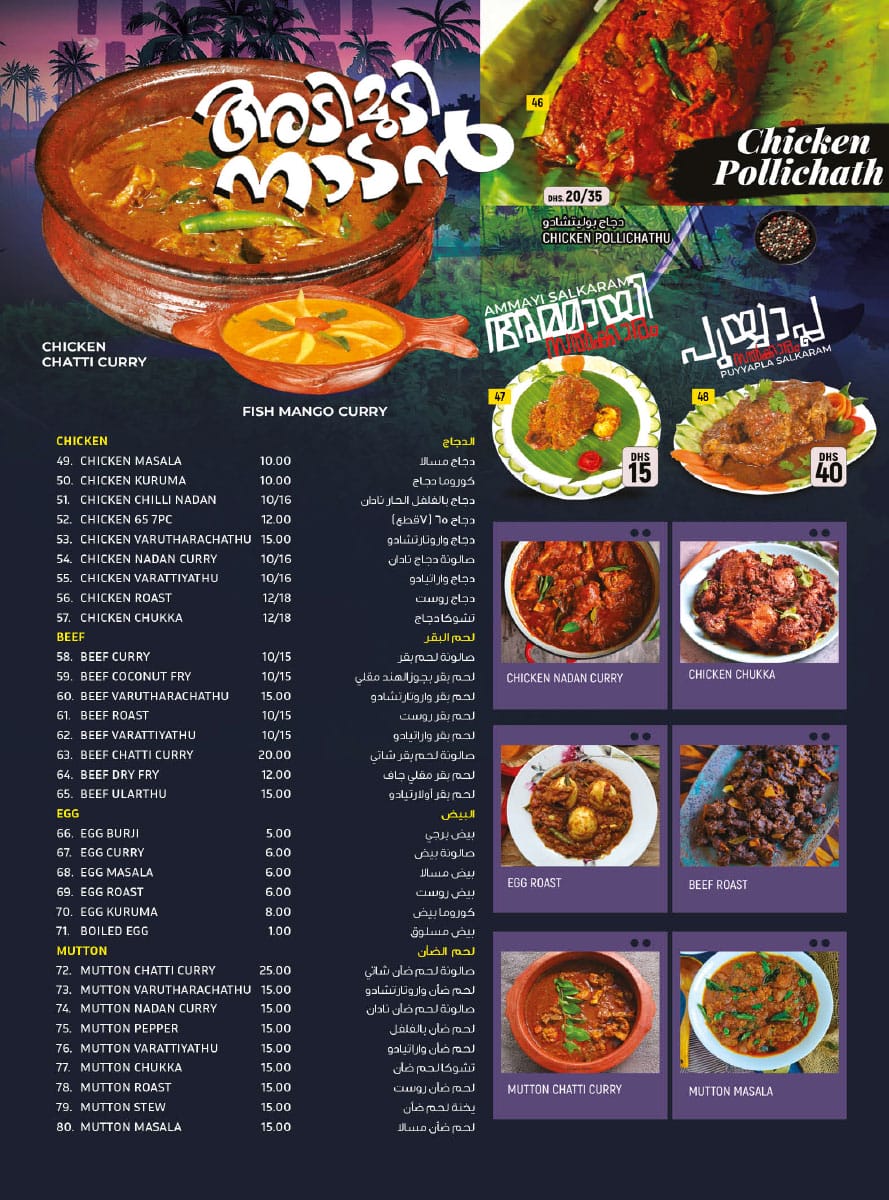 അടിമുടി
നാടൻ
46
Chicken
Pollichath
DHS. 20/35
دجاج بوليتشادو
CHICKEN POLLICHATHU
CHICKEN
CHATTI CURRY
FISH MANGO CURRY
AMMAYI SALKARAM
അമ്മായി
സൽക്കാരം
47
DHS
15
പുയ്യാപ്ല
സൽക്കാരം
PUYYAPLA SALKARAM
48
DHS
40
CHICKEN الدجاج
49. CHICKEN MASALA 10.00 دجاج مسالا
50. CHICKEN KURUMA 10.00 كوروما دجاج
51. CHICKEN CHILLI NADAN 10/16 دجاج بالفلفل الحار نادان
52. CHICKEN 65 7PC 12.00 دجاج ٦٥ (٧قطع)
53. CHICKEN VARUTHARACHATHU 15.00 دجاج واروتارتشادو
54. CHICKEN NADAN CURRY 10/16 صالونة دجاج نادان
55. CHICKEN VARATTIYATHU 10/16 دجاج واراتيادو
56. CHICKEN ROAST 12/18 دجاج روست
57. CHICKEN CHUKKA 12/18 تشوكا دجاج
BEEF لحم البقر
58. BEEF CURRY 10/15 صالونة لحم بقر
59. BEEF COCONUT FRY 10/15 لحم بقر بجوزالهند مقلي
60. BEEF VARUTHARACHATHU 15.00 لحم بقر واروتارتشادو
61. BEEF ROAST 10/15 لحم بقر روست
62. BEEF VARATTIYATHU 10/15 لحم بقر واراتيادو
63. BEEF CHATTI CURRY 20.00 صالونة لحم بقر شاتي
64. BEEF DRY FRY 12.00 لحم بقر مقلي جاف
65. BEEF ULARTHU 15.00 لحم بقر أولارتيادو
EGG البيض
66. EGG BURJI 5.00 بيض برجي
67. EGG CURRY 6.00 صالونة بيض
68. EGG MASALA 6.00 بيض مسالا
69. EGG ROAST 6.00 بيض روست
70. EGG KURUMA 8.00 كوروما بيض
71. BOILED EGG 1.00 بيض مسلوق
MUTTON لحم الضأن
72. MUTTON CHATTI CURRY 25.00 صالونة لحم ضأن شاتي
73. MUTTON VARUTHARACHATHU 15.00 لحم ضأن واروتارتشادو
74. MUTTON NADAN CURRY 15.00 صالونة لحم ضأن نادان
75. MUTTON PEPPER 15.00 لحم ضأن بالفلفل
76. MUTTON VARATTIYATHU 15.00 لحم ضأن واراتيادو
77. MUTTON CHUKKA 15.00 تشوكا لحم ضأن
78. MUTTON ROAST 15.00 لحم ضأن روست
79. MUTTON STEW 15.00 يخنة لحم ضأن
80. MUTTON MASALA 15.00 لحم ضأن مسالا
CHICKEN NADAN CURRY
CHICKEN CHUKKA
EGG ROAST
BEEF ROAST
MUTTON CHATTI CURRY
MUTTON MASALA